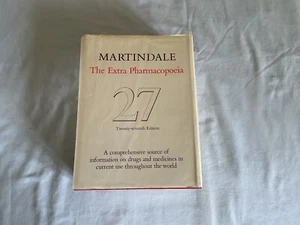 MARTINDALE
The Extra Pharmacopoeia
27
Twenty-seventh Edition
A comprehensive source of
information on drugs and medicines in
current use throughout the world